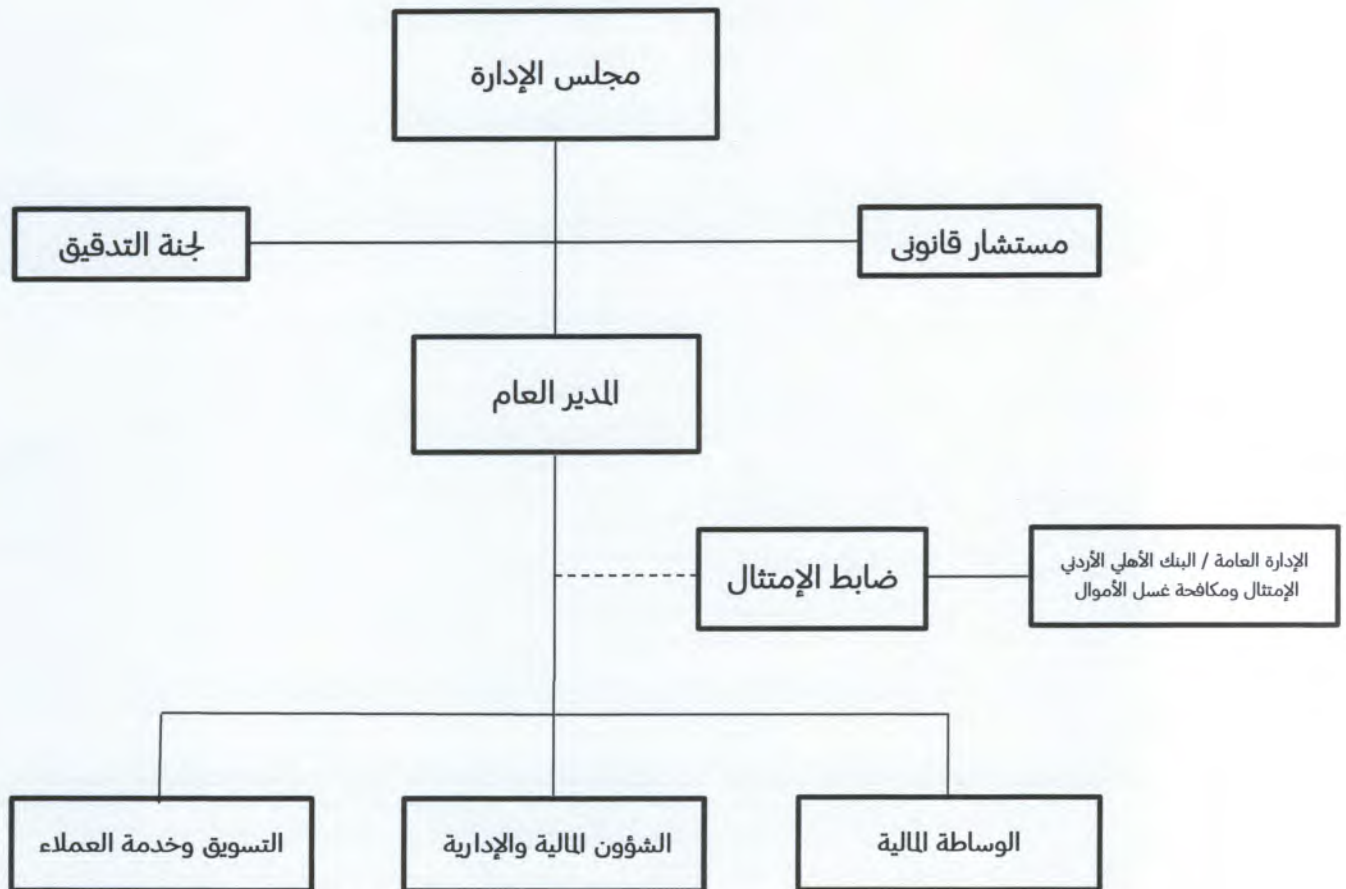 مجلس الإدارة
مستشار قانونى
لجنة التدقيق
المدير العام
ضابط الإمتثال
الإدارة العامة / البنك الأهلي الأردني
الإمتثال ومكافحة غسل الأموال
الوساطة المالية
الشؤون المالية والإدارية
التسويق وخدمة العملاء